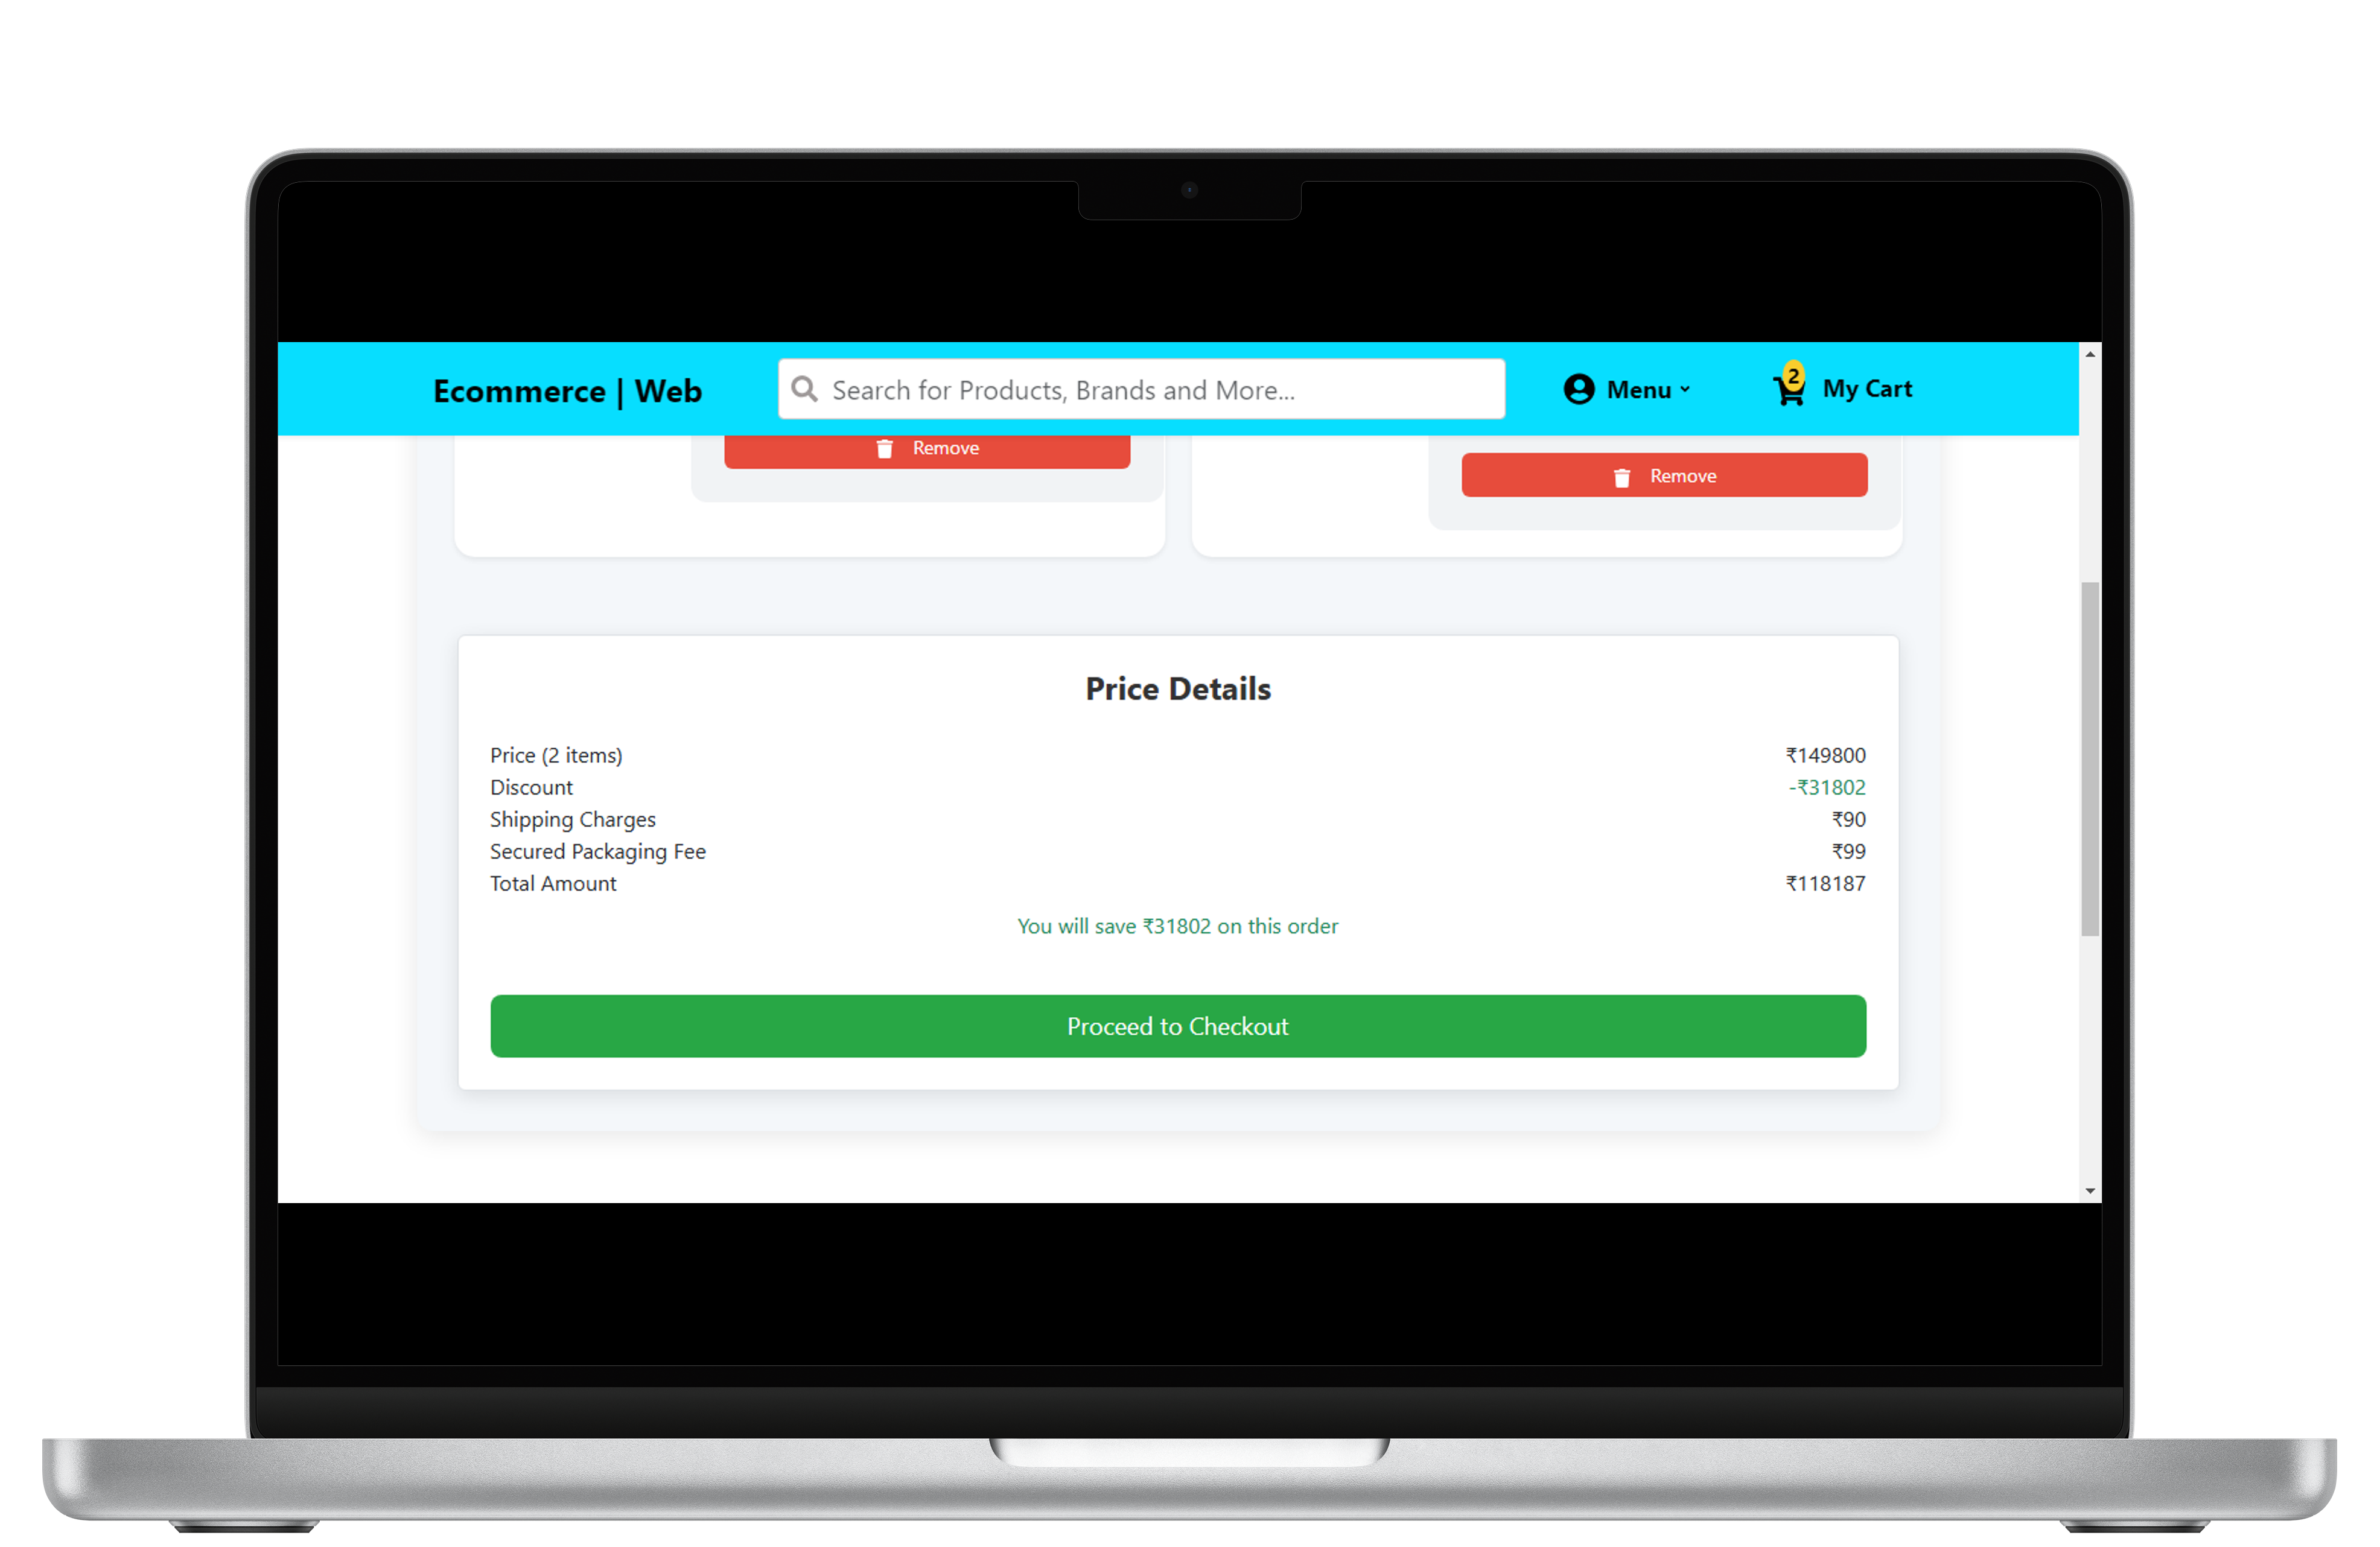 Ecommerce | Web
Search for Products, Brands and More...
Menu
2
My Cart
Remove
Remove
Price Details
Price (2 items) ₹149800
Discount -₹31802
Shipping Charges ₹90
Secured Packaging Fee ₹99
Total Amount ₹118187
You will save ₹31802 on this order
Proceed to Checkout